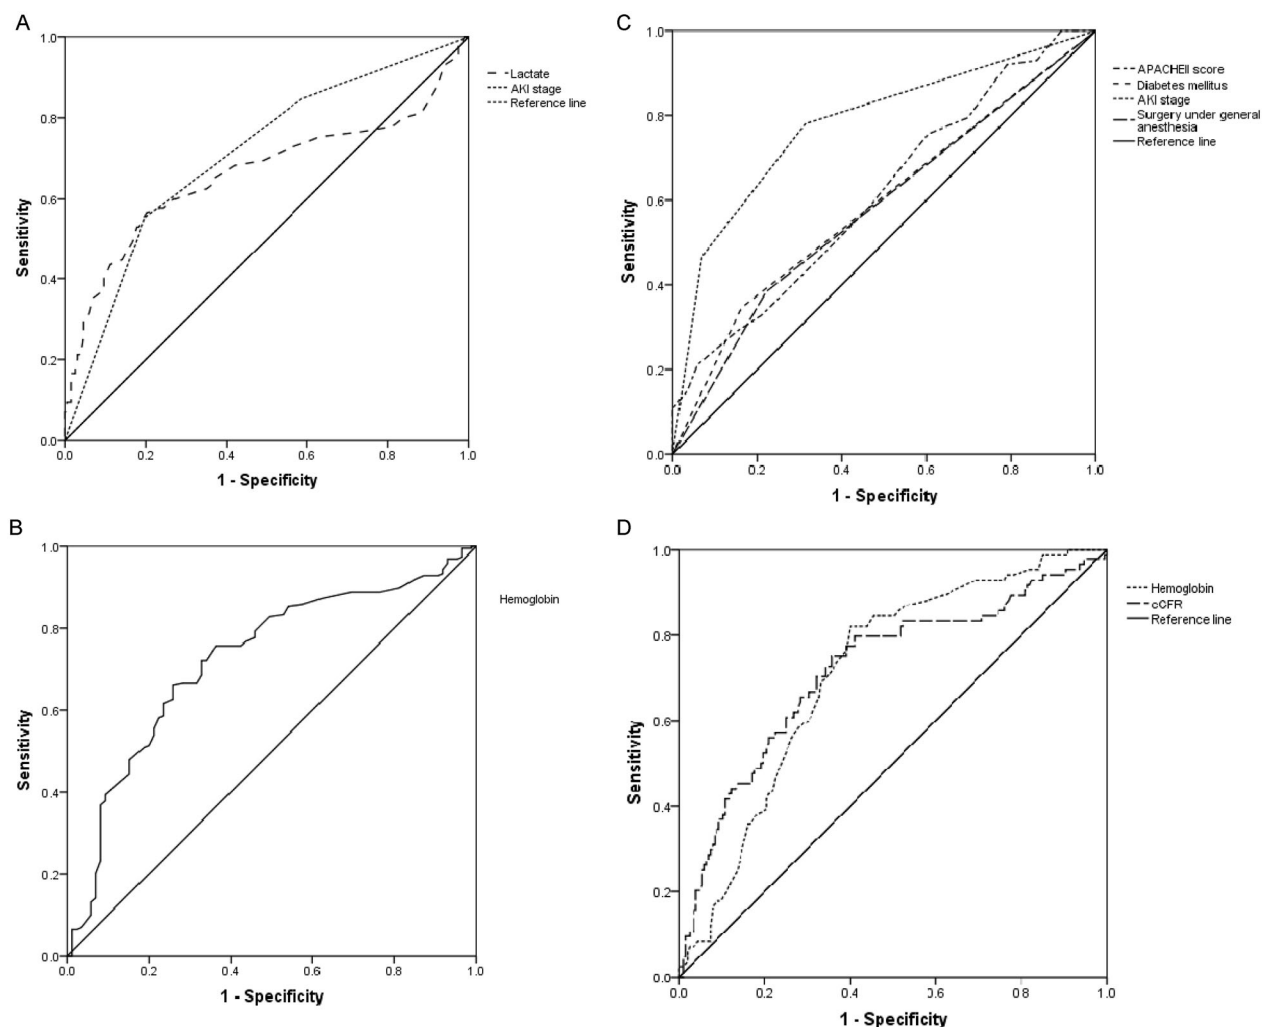 A
1.0
0.8
0.6
0.4
0.2
0.0
Sensitivity
0.0 0.2 0.4 0.6 0.8 1.0
1 - Specificity
Lactate
AKI stage
Reference line
C
1.0
0.8
0.6
0.4
0.2
0.0
Sensitivity
0.0 0.2 0.4 0.6 0.8 1.0
1 - Specificity
APACHEII score
Diabetes mellitus
AKI stage
Surgery under general
anesthesia
Reference line
B
1.0
0.8
0.6
0.4
0.2
0.0
Sensitivity
0.0 0.2 0.4 0.6 0.8 1.0
1 - Specificity
Hemoglobin
D
1.0
0.8
0.6
0.4
0.2
0.0
Sensitivity
0.0 0.2 0.4 0.6 0.8 1.0
1 - Specificity
Hemoglobin
Reference line